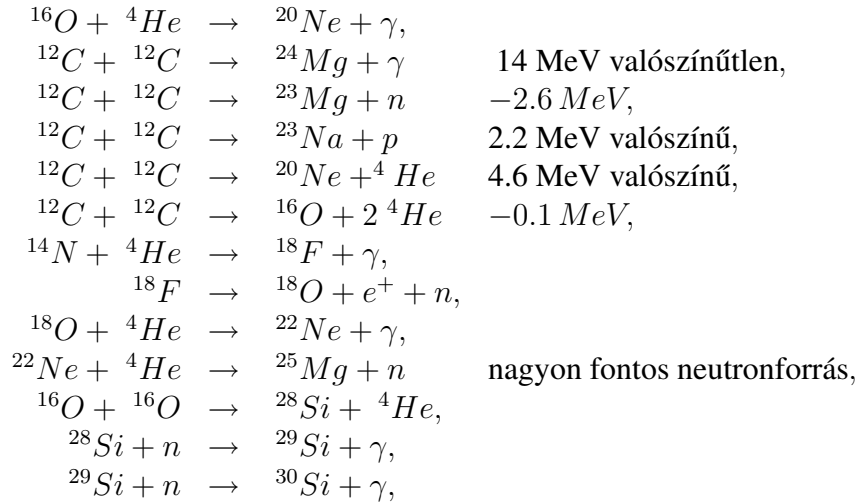 ¹⁶O + ⁴He → ²⁰Ne + γ,
¹²C + ¹²C → ²⁴Mg + γ 14 MeV valószínűtlen,
¹²C + ¹²C → ²³Mg + n −2.6 MeV,
¹²C + ¹²C → ²³Na + p 2.2 MeV valószínű,
¹²C + ¹²C → ²⁰Ne +⁴ He 4.6 MeV valószínű,
¹²C + ¹²C → ¹⁶O + 2 ⁴He −0.1 MeV,
¹⁴N + ⁴He → ¹⁸F + γ,
¹⁸F → ¹⁸O + e⁺ + n,
¹⁸O + ⁴He → ²²Ne + γ,
²²Ne + ⁴He → ²⁵Mg + n nagyon fontos neutronforrás,
¹⁶O + ¹⁶O → ²⁸Si + ⁴He,
²⁸Si + n → ²⁹Si + γ,
²⁹Si + n → ³⁰Si + γ,